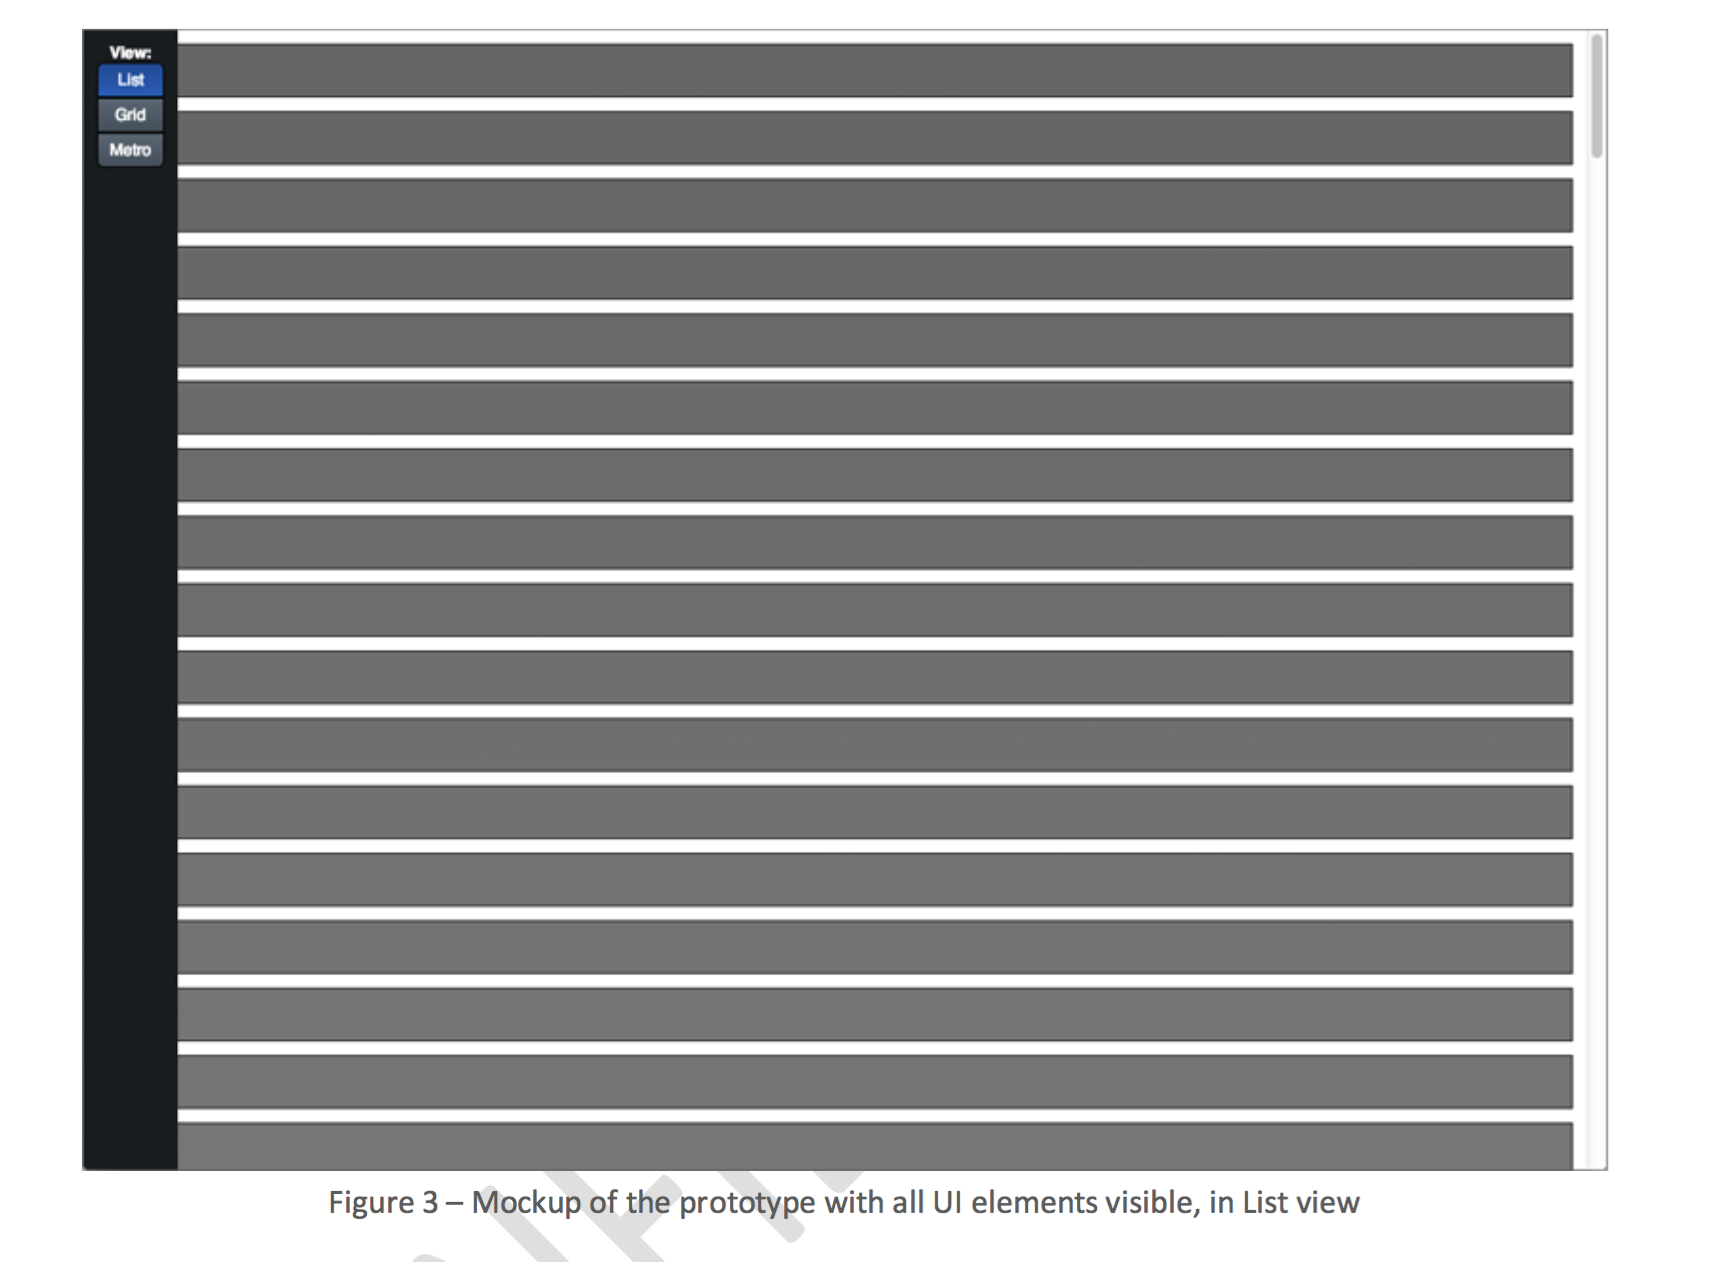 View:
List
Grid
Metro
Figure 3 – Mockup of the prototype with all UI elements visible, in List view